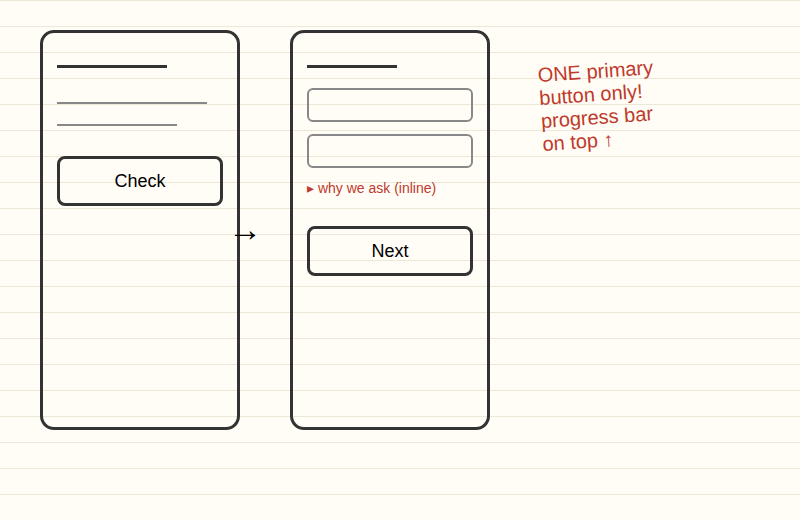 Check
→
▸ why we ask (inline)
Next
ONE primary
button only!
progress bar
on top ↑